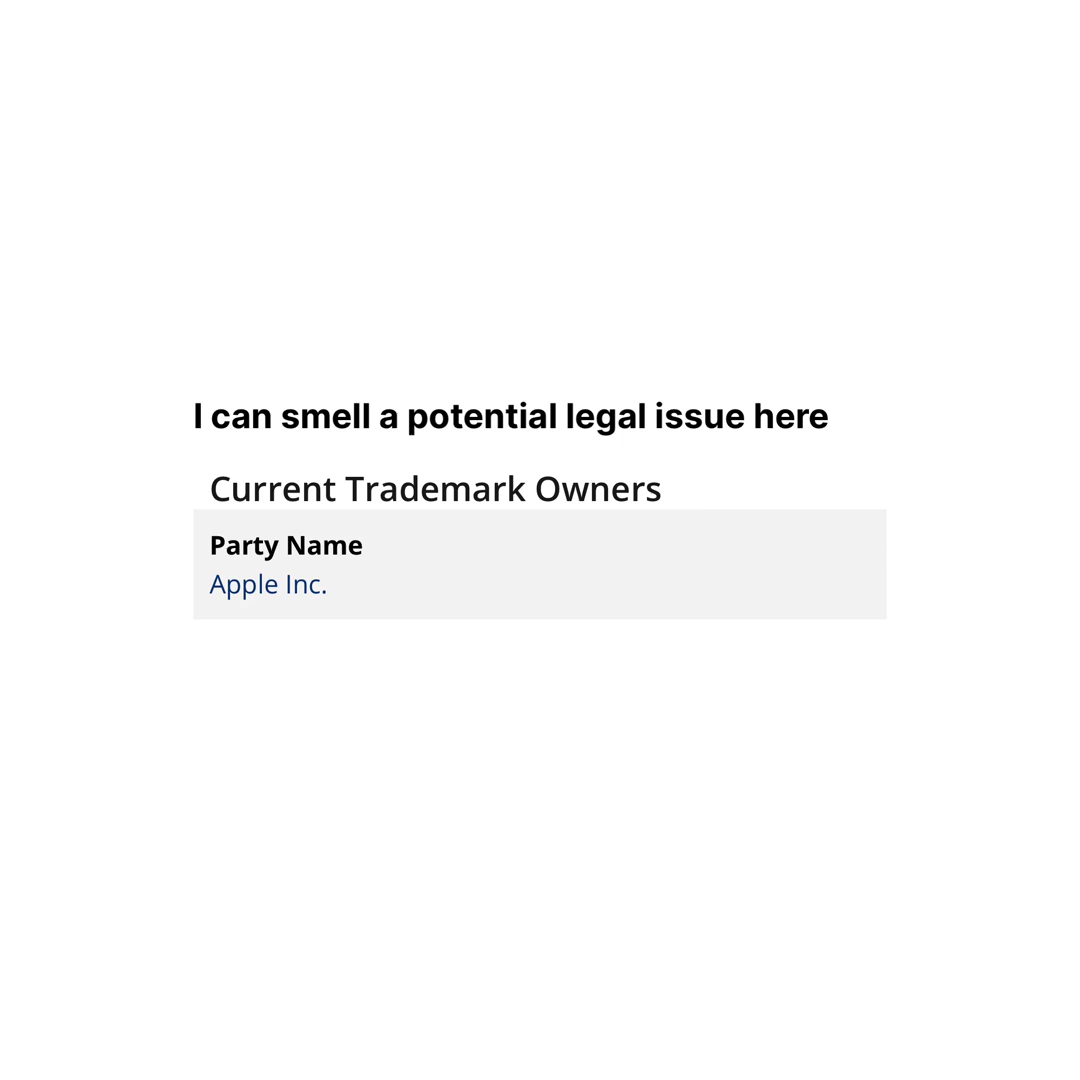 I can smell a potential legal issue here
Current Trademark Owners
Party Name
Apple Inc.